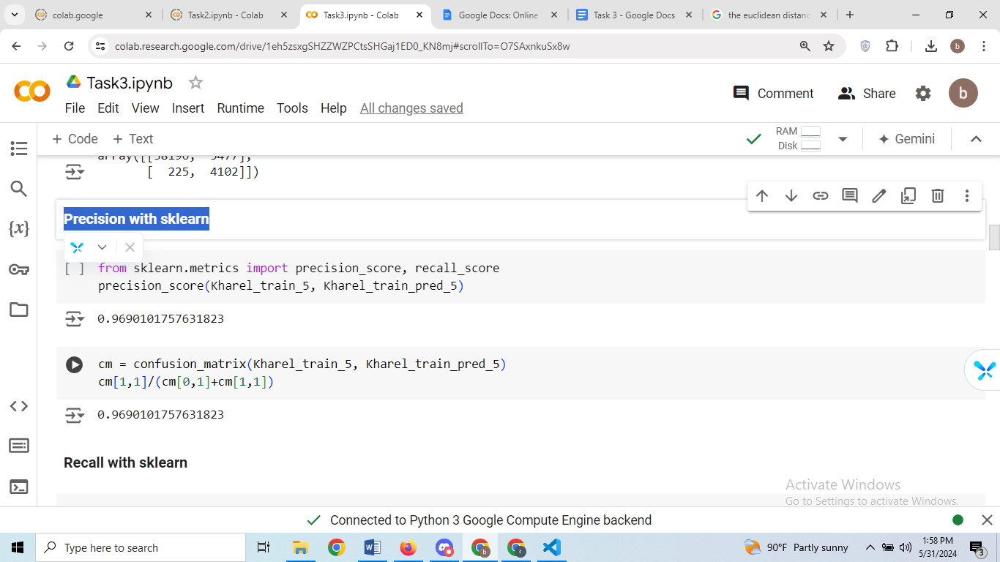 colab.google
Task2.ipynb - Colab
Task3.ipynb - Colab
Google Docs: Online
Task 3 - Google Docs
the euclidean distanc
colab.research.google.com/drive/1eh5zsxgSHZZWZPCtsSHGaj1ED0_KN8mj#scrollTo=O7SAxnkuSx8w
b
Task3.ipynb
Comment
Share
b
File Edit View Insert Runtime Tools Help All changes saved
+ Code + Text
RAM
Disk
Gemini
array([[58196, 5477],
[ 225, 4102]])
Precision with sklearn
{x}
[ ] from sklearn.metrics import precision_score, recall_score
precision_score(Kharel_train_5, Kharel_train_pred_5)
0.9690101757631823
cm = confusion_matrix(Kharel_train_5, Kharel_train_pred_5)
cm[1,1]/(cm[0,1]+cm[1,1])
0.9690101757631823
Recall with sklearn
Activate Windows
Go to Settings to activate Windows.
Connected to Python 3 Google Compute Engine backend
Type here to search
b
r
90°F Partly sunny
1:58 PM
5/31/2024
3